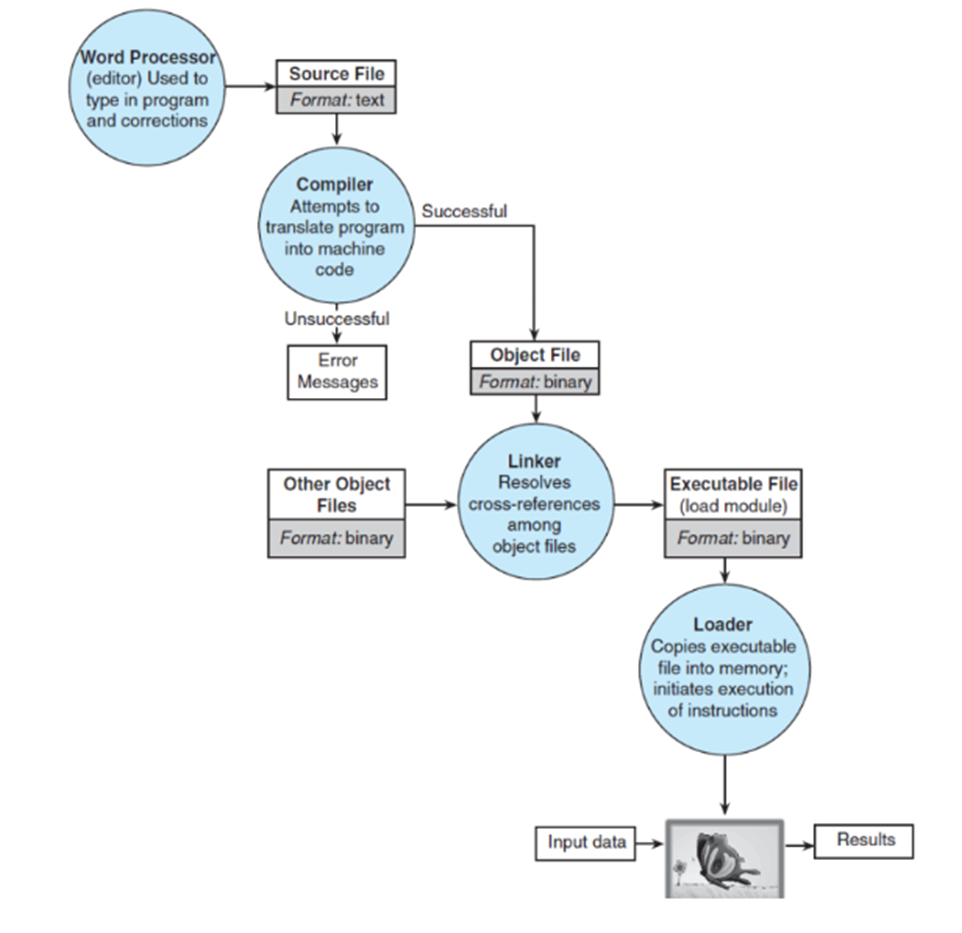 Word Processor
(editor) Used to
type in program
and corrections
Source File
Format: text
Compiler
Attempts to
translate program
into machine
code
Successful
Unsuccessful
Error
Messages
Object File
Format: binary
Other Object
Files
Format: binary
Linker
Resolves
cross-references
among
object files
Executable File
(load module)
Format: binary
Loader
Copies executable
file into memory;
initiates execution
of instructions
Input data
Results